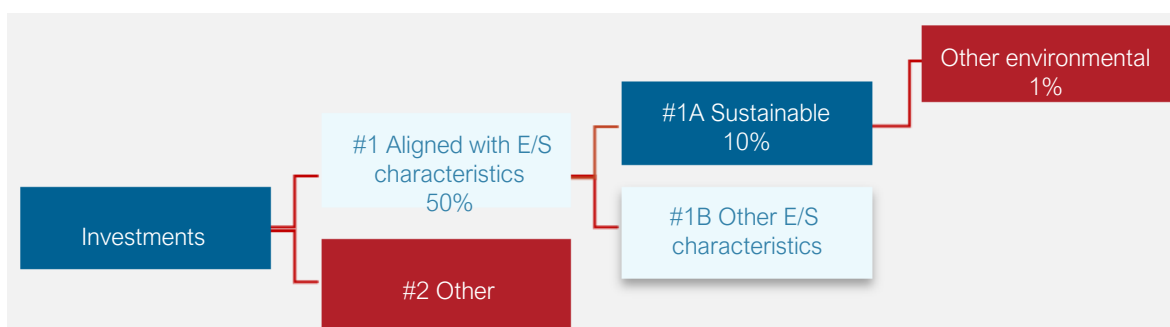 Investments
#1 Aligned with E/S
characteristics
50%
#2 Other
#1A Sustainable
10%
#1B Other E/S
characteristics
Other environmental
1%